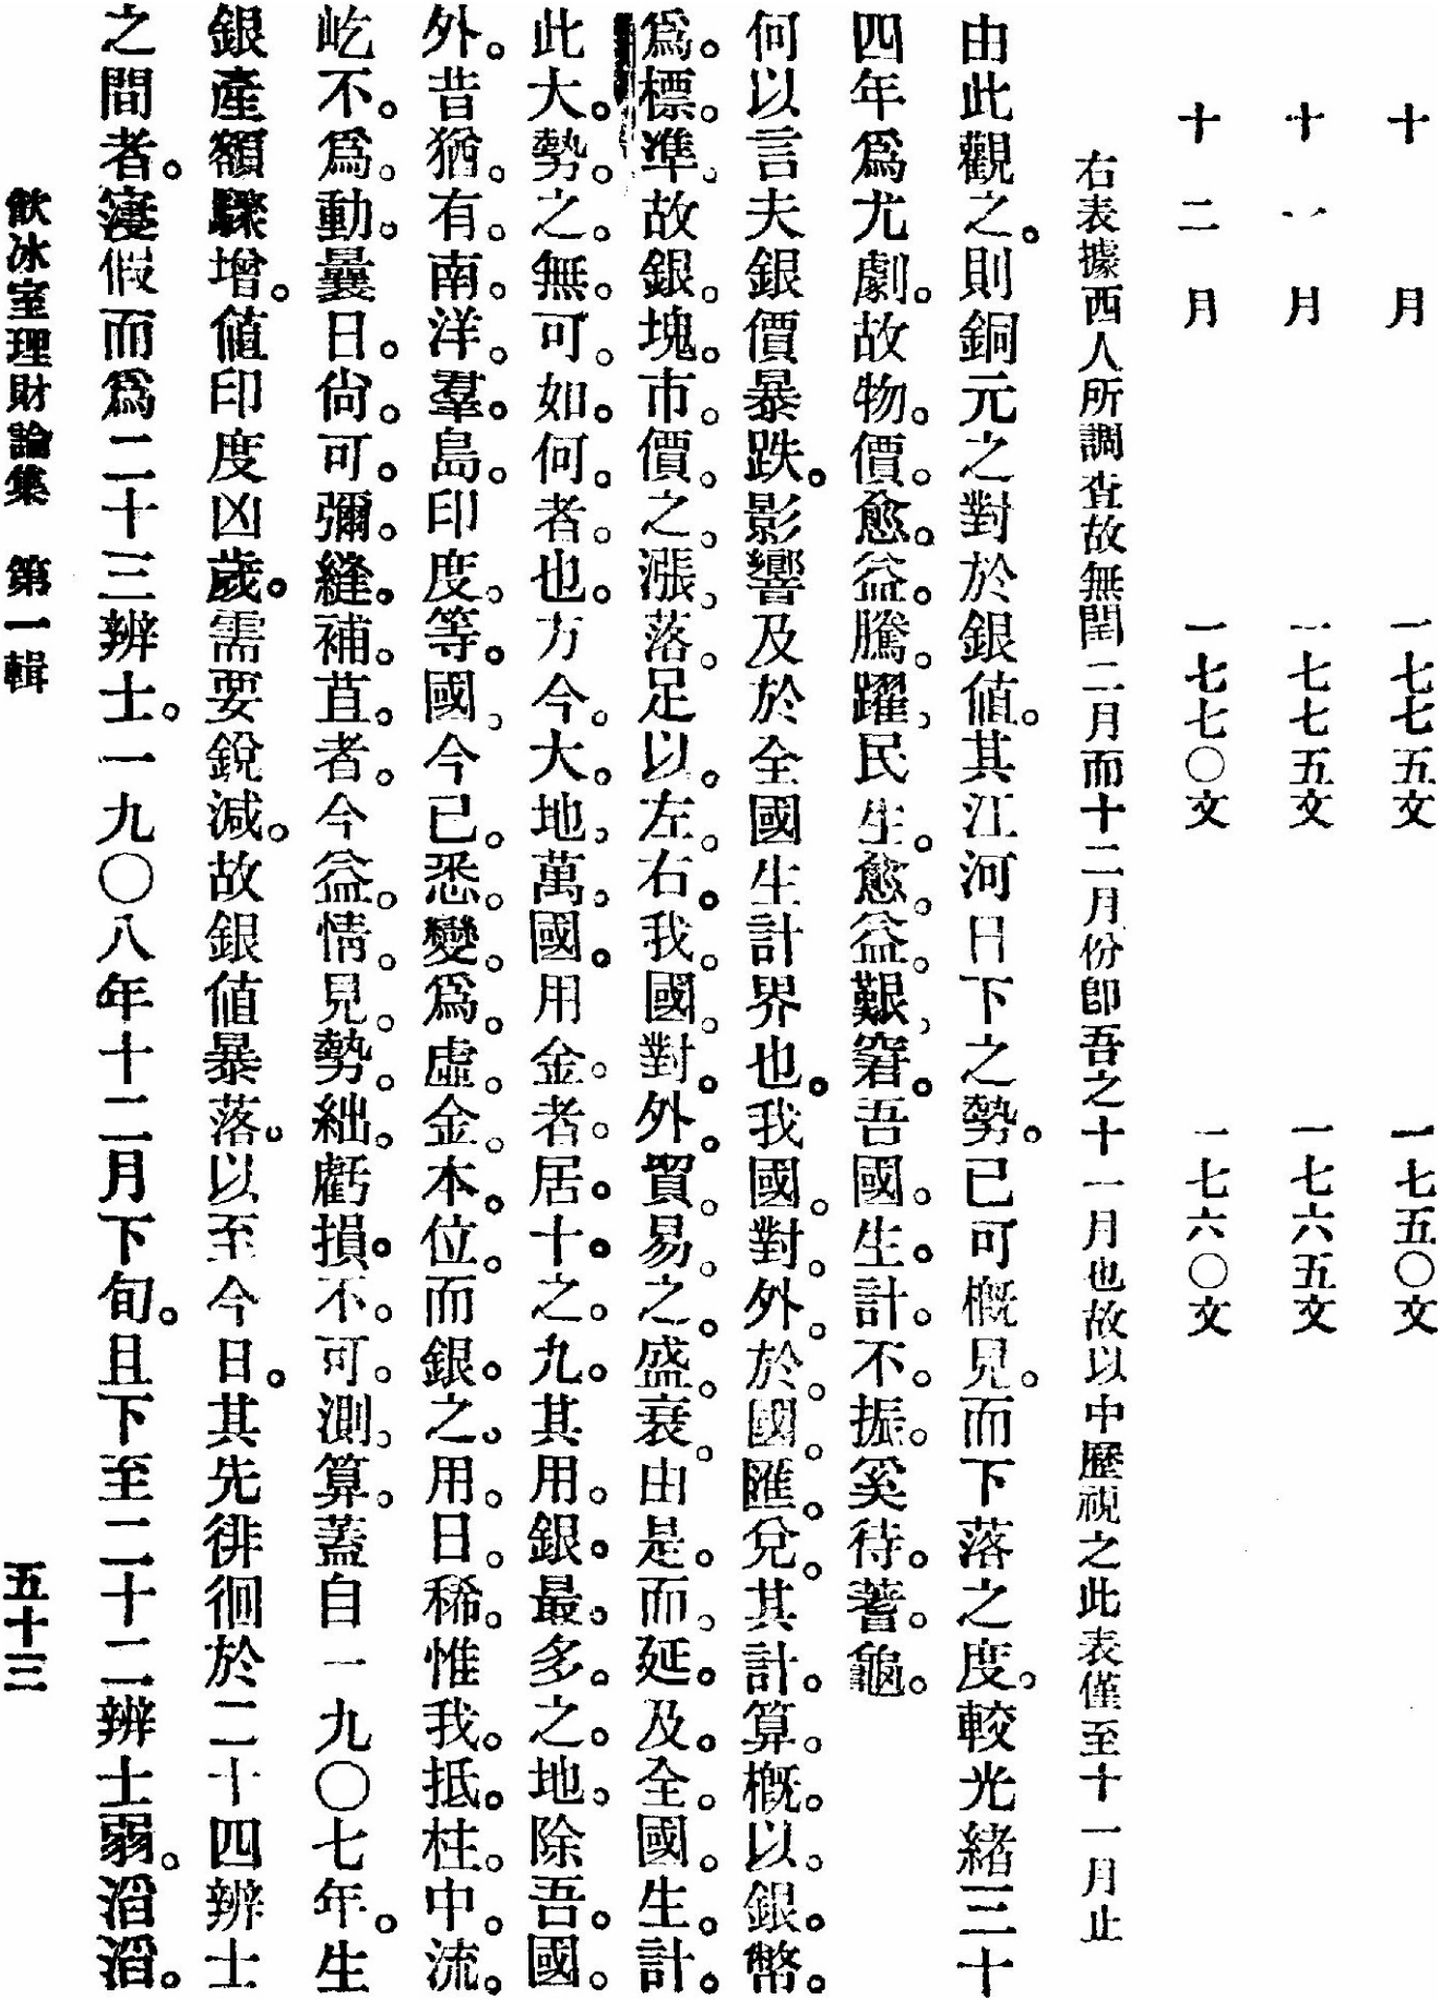 十月　一七七五文　一七五〇文
十一月　一七七五文　一七六五文
十二月　一七七〇文　一七六〇文
右表據西人所調查故無閏二月而十二月份卽吾之十一月也故以中歷視之此表僅至十一月止
由此觀之。則銅元之對於銀値。其江河日下之勢。已可槪見。而下落之度。較光緖三十
四年爲尤劇。故物價愈益騰躍民生愈益艱窘。吾國生計不振奚待蓍龜。
何以言夫銀價暴跌。影響及於全國生計界也。我國對外於國匯兌其計算槪以銀幣
爲標準故銀塊市價之漲落足以左右我國對外貿易之盛衰由是而延及全國生計
此大勢之無可如何者也方今大地萬國用金者居十之九其用銀最多之地除吾國
外。昔猶有南洋羣島印度等國今已悉變爲虛金本位而銀之用日稀惟我抵柱中流
屹不爲動曩日尙可彌縫補苴者今益情見勢絀虧損不可測算蓋自一九〇七年。生
銀產額驟增。値印度凶歲。需要銳減。故銀値暴落。以至今日。其先徘徊於二十四辨士
之間者。寖假而爲二十三辨士。一九〇八年十二月下旬。且下至二十二辨士弱。滔滔。
飮冰室理財論集　第一輯　五十三